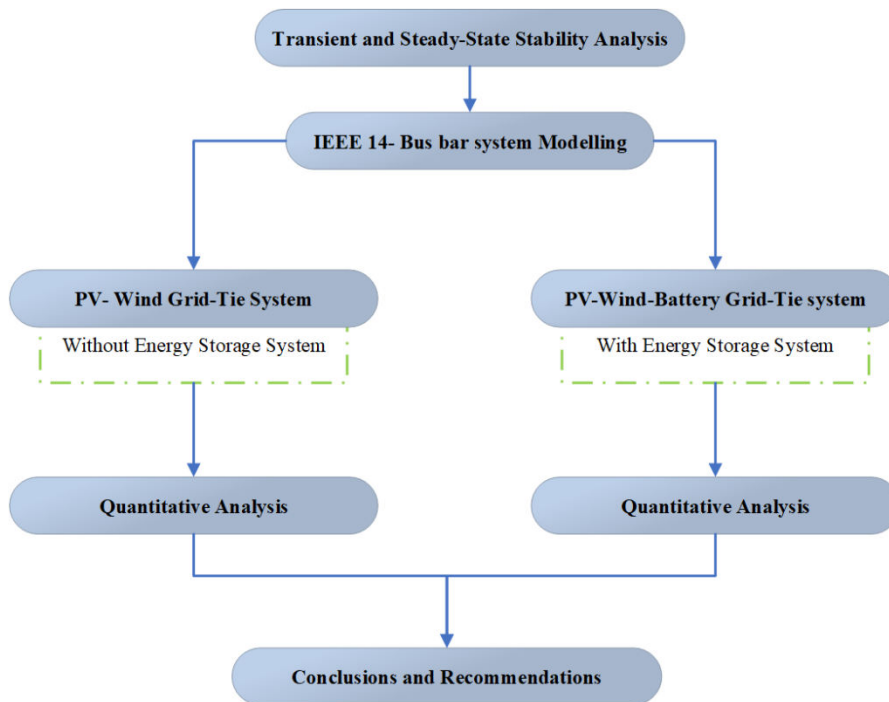 Transient and Steady-State Stability Analysis
IEEE 14- Bus bar system Modelling
PV- Wind Grid-Tie System
Without Energy Storage System
PV-Wind-Battery Grid-Tie system
With Energy Storage System
Quantitative Analysis
Quantitative Analysis
Conclusions and Recommendations